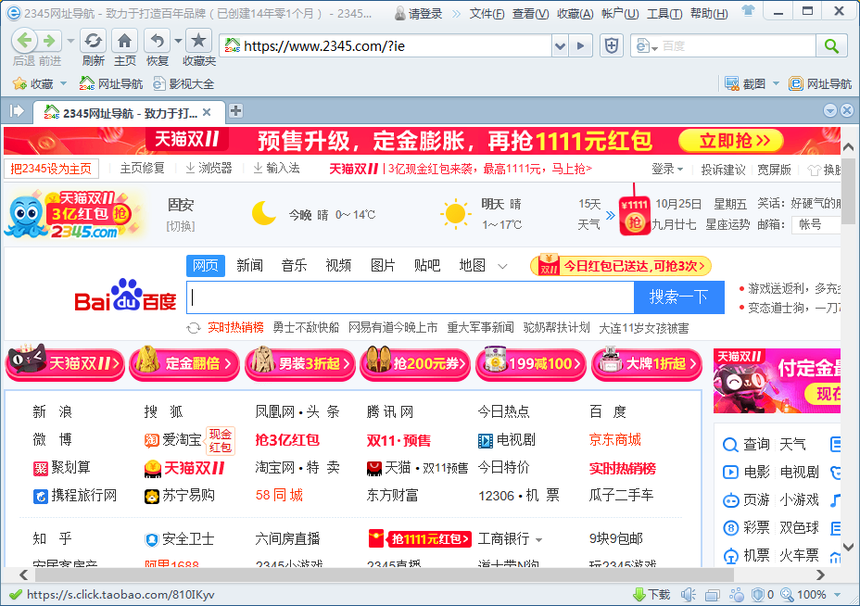 2345网址导航 - 致力于打造百年品牌（已创建14年零1个月） - 2345...
请登录 文件(F) 查看(V) 收藏(A) 帐户(U) 工具(T) 帮助(H)
后退 前进 刷新 主页 恢复 收藏夹
https://www.2345.com/?ie
百度
收藏 网址导航 影视大全 截图 网址导航
2345网址导航 - 致力于打...
天猫双11 预售升级，定金膨胀，再抢1111元红包 立即抢>>
把2345设为主页 主页修复 浏览器 输入法 天猫双11 | 3亿现金红包来袭，最高1111元，马上抢> 登录 投诉建议 宽屏版
天猫双11
3亿红包 抢
2345.com
固安
[切换]
今晚 晴 0～14℃
明天 晴
1～17℃
15天
天气
¥1111
抢
10月25日 星期五 笑话：好硬气的
九月廿七 星座运势 邮箱： 帐号
网页 新闻 音乐 视频 图片 贴吧 地图
双11 今日红包已送达,可抢3次>
Bai du 百度
搜索一下
游戏送返利，多充
变态道士狗，一刀
实时热销榜 勇士不敌快船 网易有道今晚上市 重大军事新闻 驼奶帮扶计划 大连11岁女孩被害
天猫双11> 定金翻倍> 男装3折起> 抢200元券> 199减100> 大牌1折起>
天猫双11
付定金最
现在
新 浪 搜 狐 凤凰网 • 头 条 腾 讯 网 今日热点 百 度
微 博 爱淘宝 现金红包 抢3亿红包 双11·预售 电视剧 京东商城
聚划算 天猫双11 淘宝网 • 特 卖 天猫 • 双11预售 今日特价 实时热销榜
携程旅行网 苏宁易购 58 同 城 东方财富 12306 • 机 票 瓜子二手车
知 乎 安全卫士 六间房直播 抢1111元红包> 工商银行 9块9包邮
安居客房产 阿里1688 2345小游戏 2345直播 玩2345游戏
查询 天气
电影 电视剧
页游 小游戏
彩票 双色球
机票 火车票
https://s.click.taobao.com/810IKyv
下载 0 100%